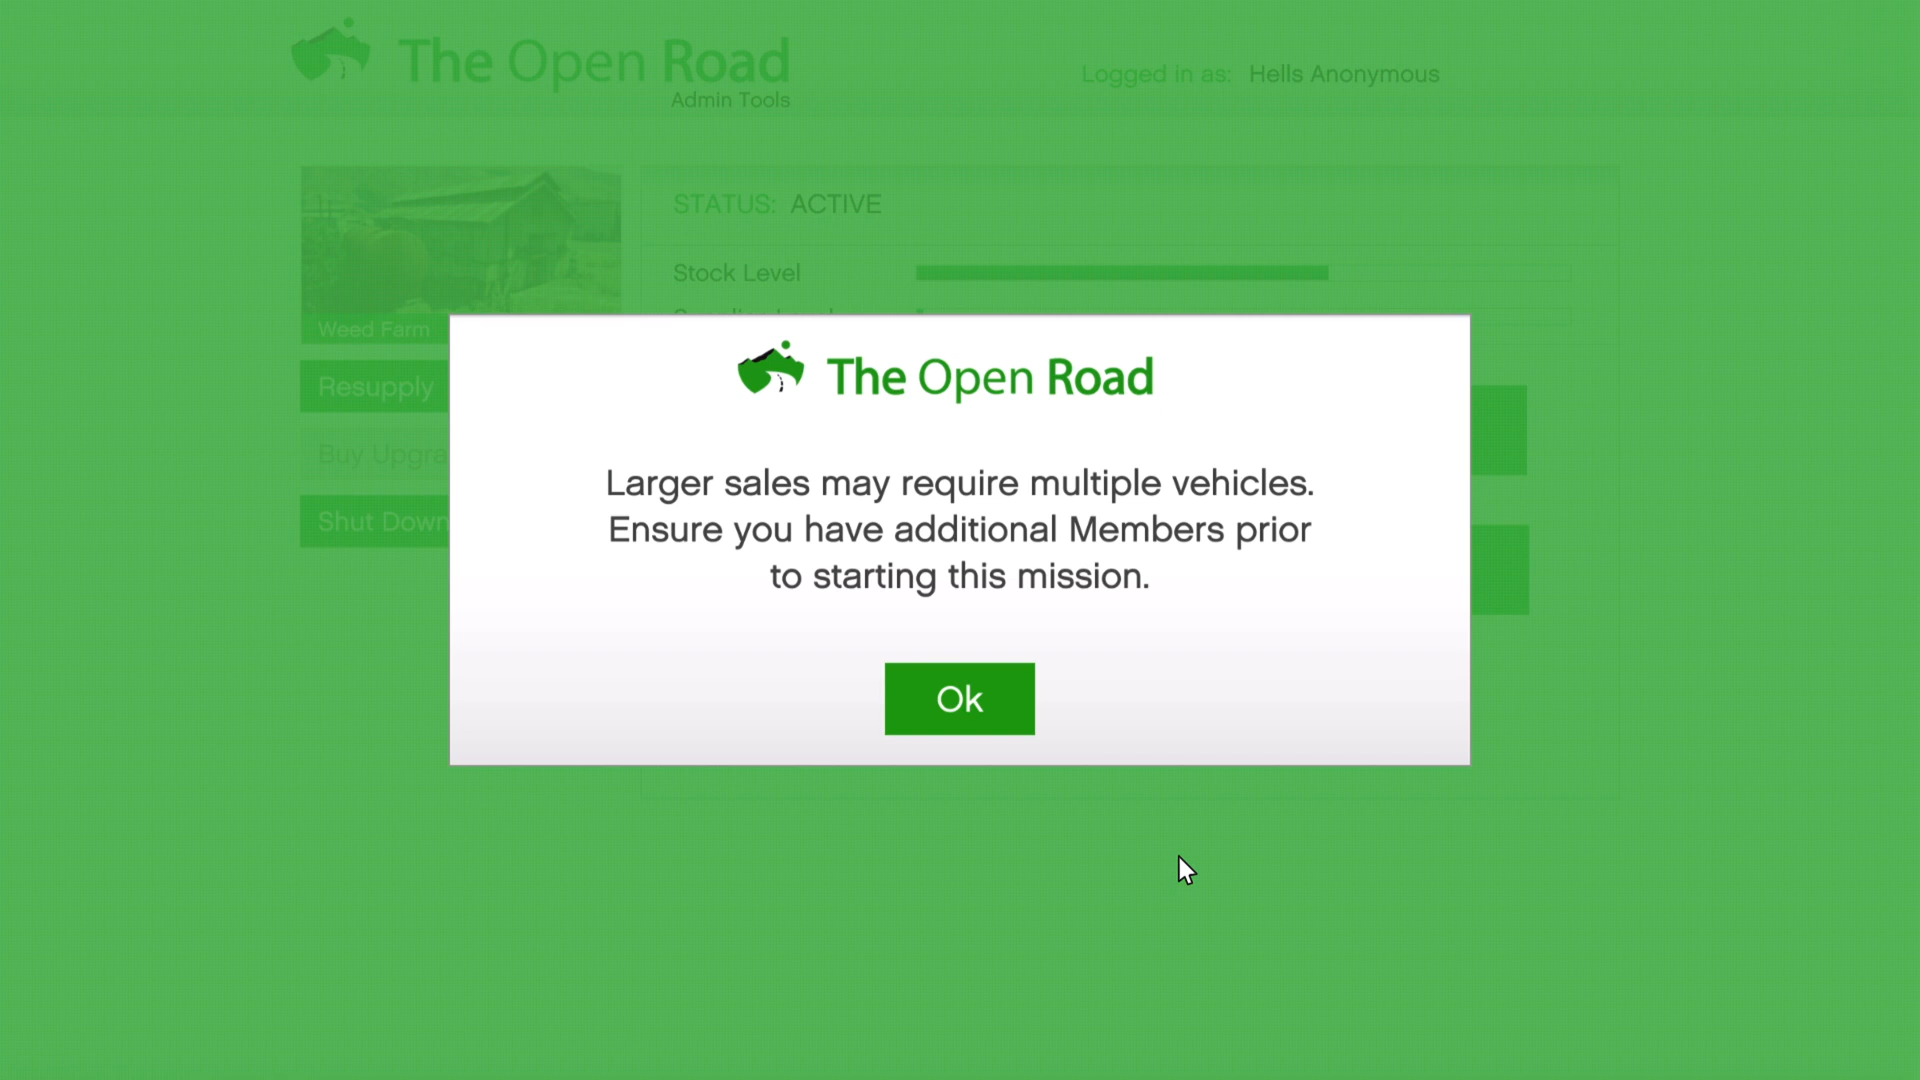 The Open Road
Admin Tools
Logged in as: Hells Anonymous
STATUS: ACTIVE
Stock Level
Weed Farm
Resupply
Buy Upgra
Shut Down
The Open Road
Larger sales may require multiple vehicles.
Ensure you have additional Members prior
to starting this mission.
Ok